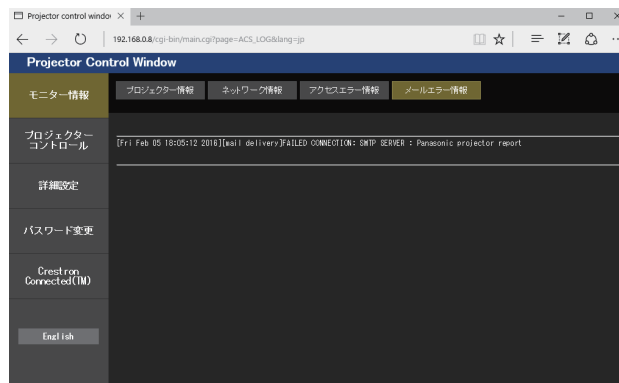 Projector control windov
192.168.0.8/cgi-bin/main.cgi?page=ACS_LOG&lang=jp
Projector Control Window
モニター情報
プロジェクター情報
ネットワーク情報
アクセスエラー情報
メールエラー情報
プロジェクター
コントロール
[Fri Feb 05 18:05:12 2016][mail delivery]FAILED CONNECTION: SMTP SERVER : Panasonic projector report
詳細設定
パスワード変更
Crestron
Connected(TM)
English